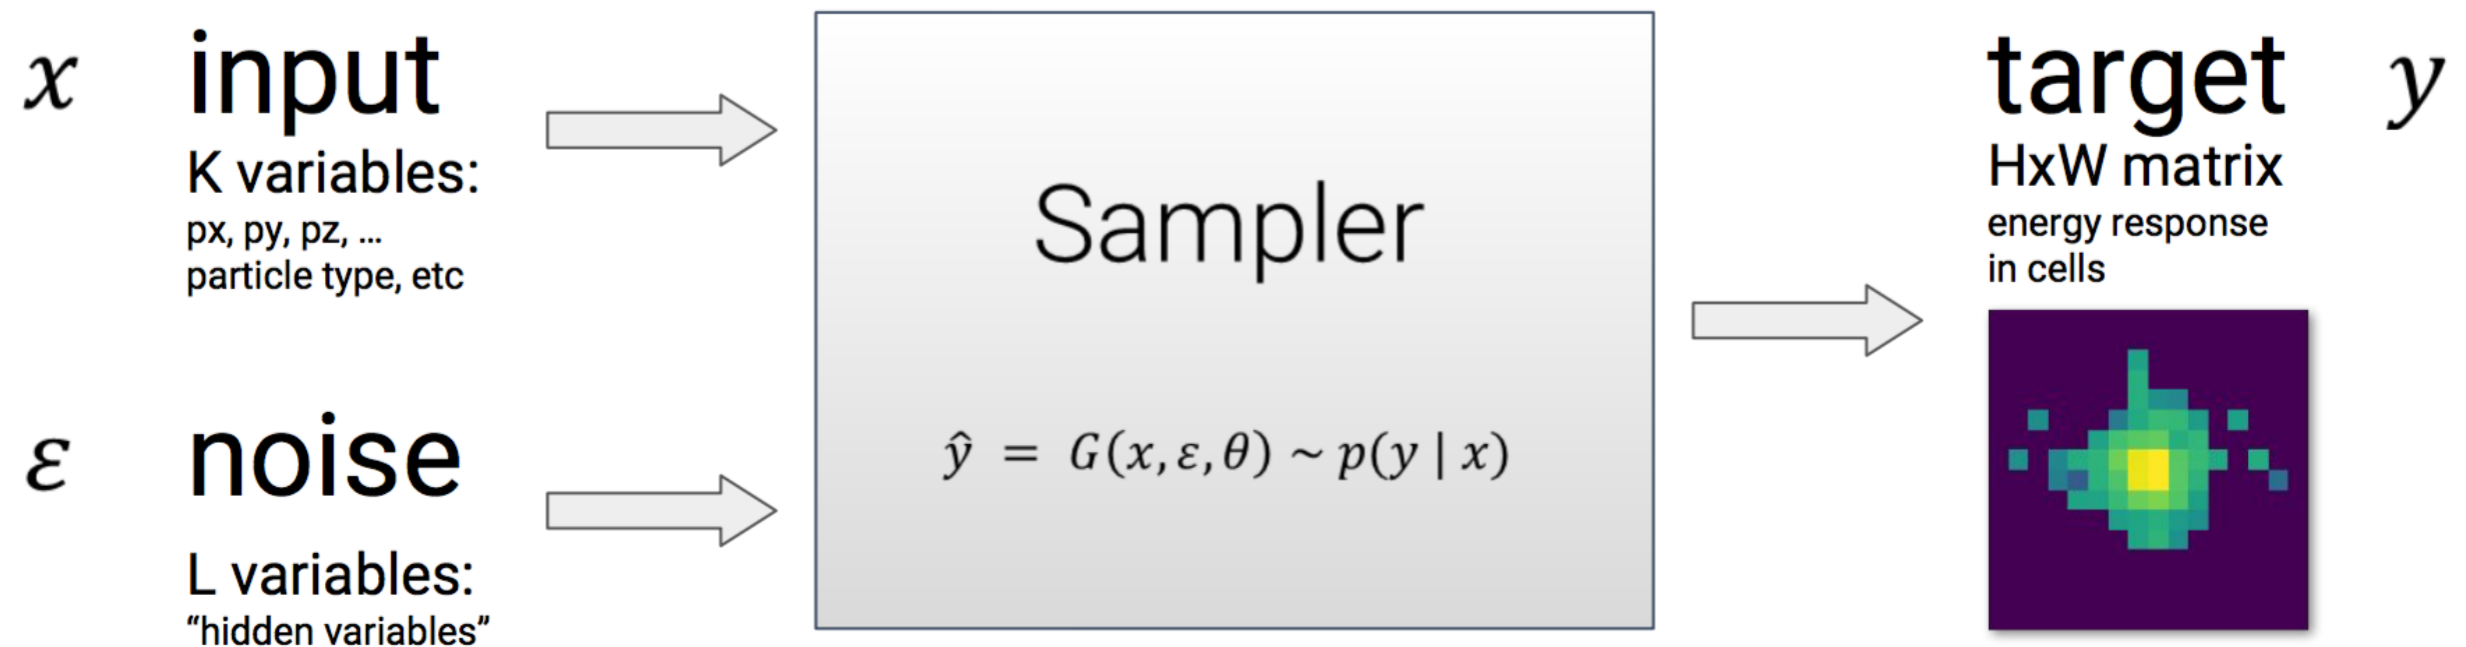 x input
K variables:
px, py, pz, ...
particle type, etc
ε noise
L variables:
“hidden variables”
Sampler
ŷ = G(x, ε, θ) ~ p(y | x)
target y
HxW matrix
energy response
in cells